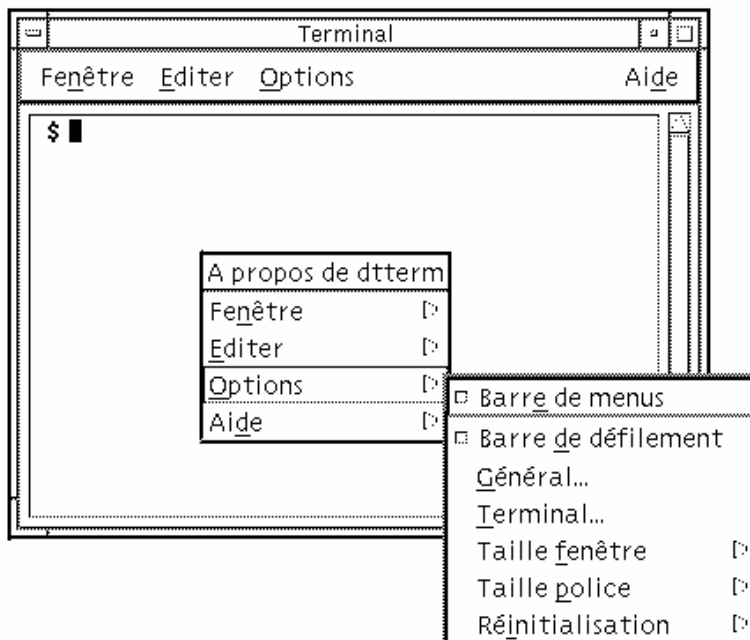 Terminal
Fenêtre Editer Options Aide
$
A propos de dtterm
Fenêtre
Editer
Options
Aide
Barre de menus
Barre de défilement
Général...
Terminal...
Taille fenêtre
Taille police
Réinitialisation